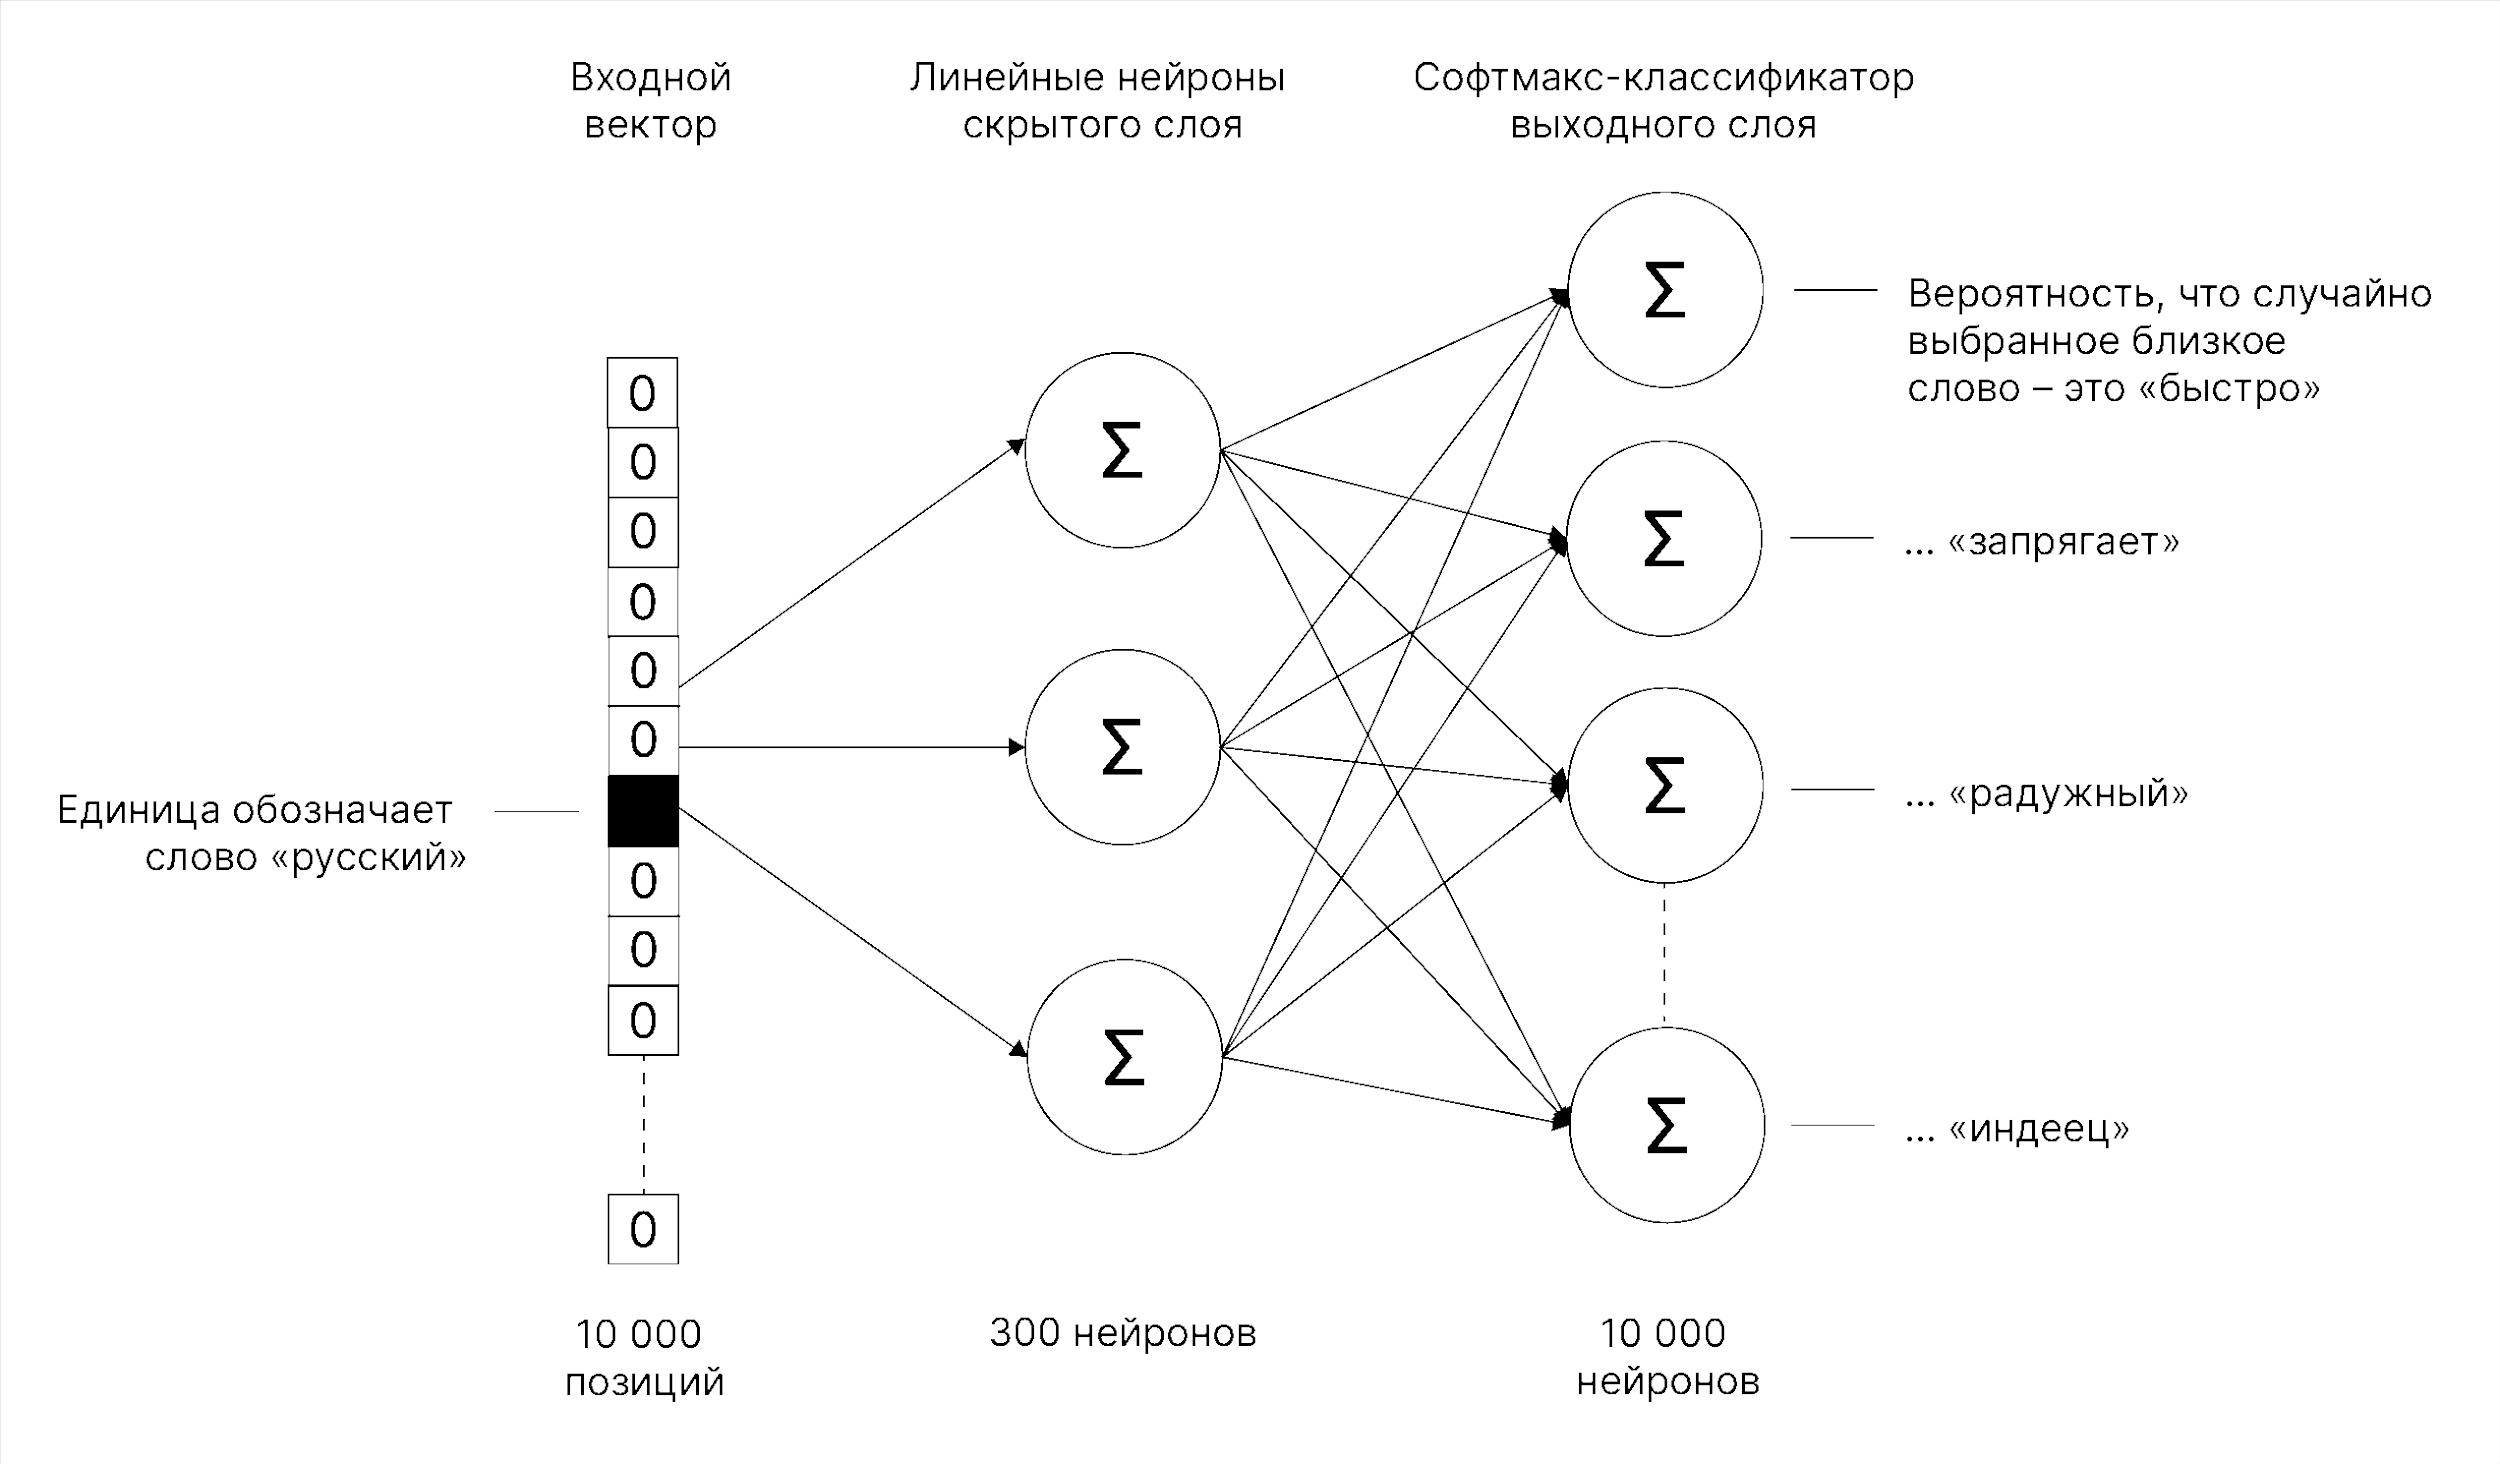 Входной
вектор
Линейные нейроны
скрытого слоя
Софтмакс-классификатор
выходного слоя
Единица обозначает
слово «русский»
0
0
0
0
0
0
0
0
0
0
Σ
Σ
Σ
Σ
Σ
Σ
Σ
Вероятность, что случайно
выбранное близкое
слово – это «быстро»
... «запрягает»
... «радужный»
... «индеец»
10 000
позиций
300 нейронов
10 000
нейронов